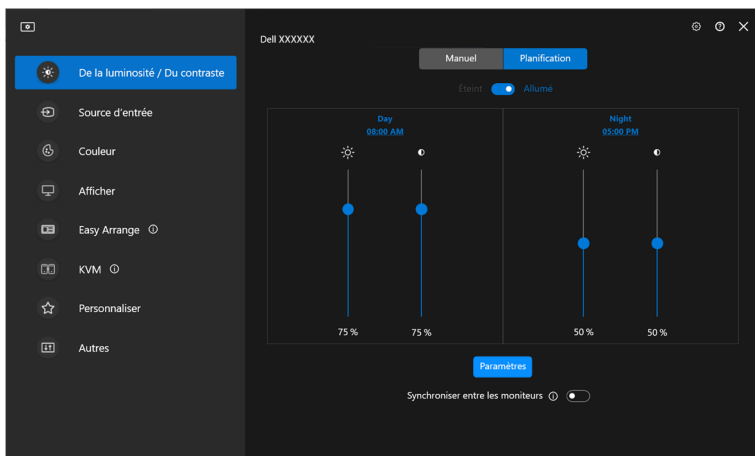 Dell XXXXXX
De la luminosité / Du contraste
Source d'entrée
Couleur
Afficher
Easy Arrange
KVM
Personnaliser
Autres
Manuel Planification
Éteint Allumé
Day Night
08:00 AM 05:00 PM
75 % 75 % 50 % 50 %
Paramètres
Synchroniser entre les moniteurs